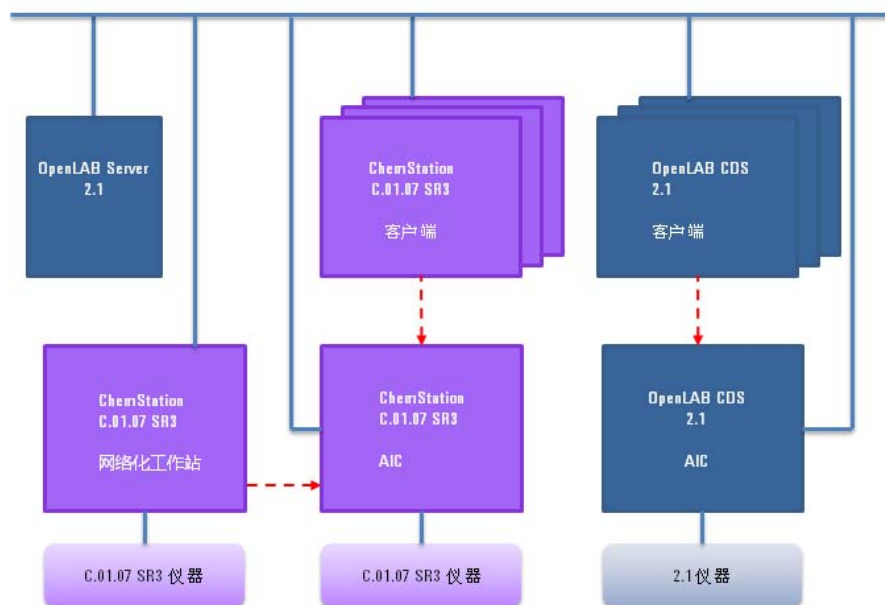 OpenLAB Server
2.1
ChemStation
C.01.07 SR3
客户端
OpenLAB CDS
2.1
客户端
ChemStation
C.01.07 SR3
网络化工作站
ChemStation
C.01.07 SR3
AIC
OpenLAB CDS
2.1
AIC
C.01.07 SR3 仪器
C.01.07 SR3 仪器
2.1仪器